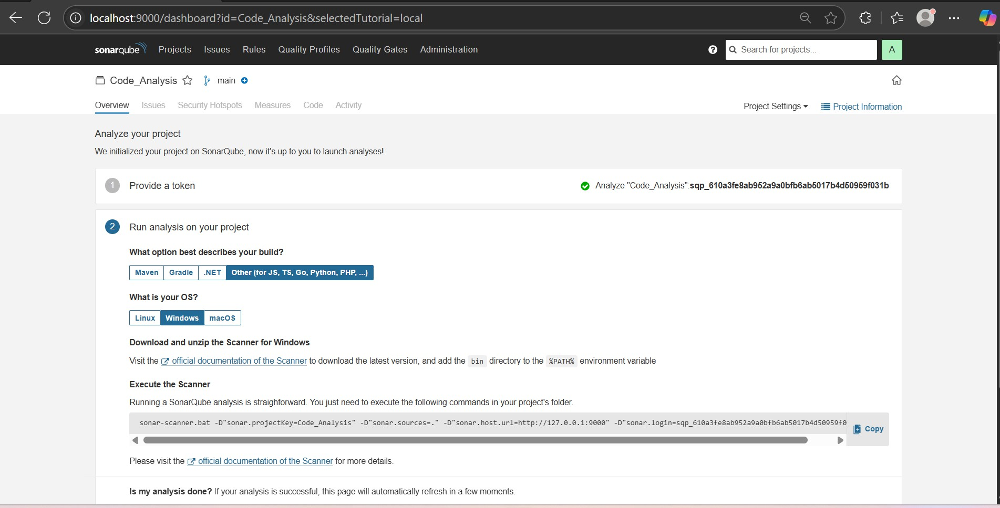 localhost:9000/dashboard?id=Code_Analysis&selectedTutorial=local
sonarqube Projects Issues Rules Quality Profiles Quality Gates Administration ? Search for projects... A
Code_Analysis main
Overview Issues Security Hotspots Measures Code Activity Project Settings Project Information
Analyze your project
We initialized your project on SonarQube, now it's up to you to launch analyses!
1 Provide a token Analyze "Code_Analysis":sqp_610a3fe8ab952a9a0bfb6ab5017b4d50959f031b
2 Run analysis on your project
What option best describes your build?
Maven Gradle .NET Other (for JS, TS, Go, Python, PHP, ...)
What is your OS?
Linux Windows macOS
Download and unzip the Scanner for Windows
Visit the official documentation of the Scanner to download the latest version, and add the bin directory to the %PATH% environment variable
Execute the Scanner
Running a SonarQube analysis is straighforward. You just need to execute the following commands in your project's folder.
sonar-scanner.bat -D"sonar.projectKey=Code_Analysis" -D"sonar.sources=." -D"sonar.host.url=http://127.0.0.1:9000" -D"sonar.login=sqp_610a3fe8ab952a9a0bfb6ab5017b4d50959f0
Copy
Please visit the official documentation of the Scanner for more details.
Is my analysis done? If your analysis is successful, this page will automatically refresh in a few moments.